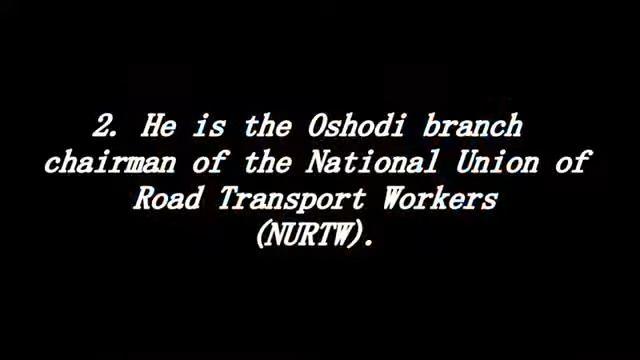 2. He is the Oshodi branch
chairman of the National Union of
Road Transport Workers
(NURTW).